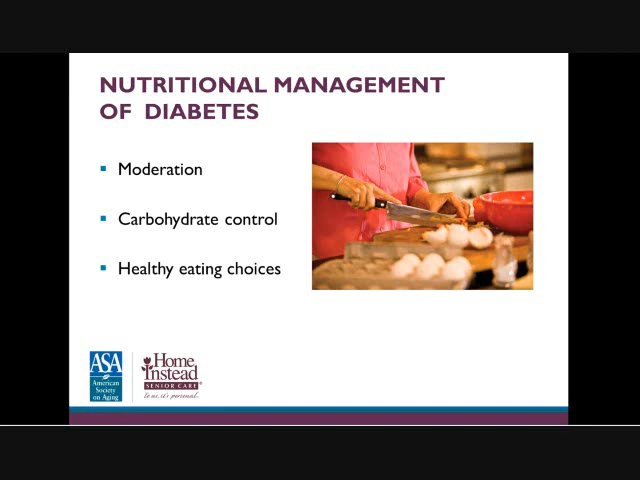 NUTRITIONAL MANAGEMENT
OF DIABETES
Moderation
Carbohydrate control
Healthy eating choices
ASA
American
Society
on Aging
Home
Instead
SENIOR CARE®
to us, it's personal.